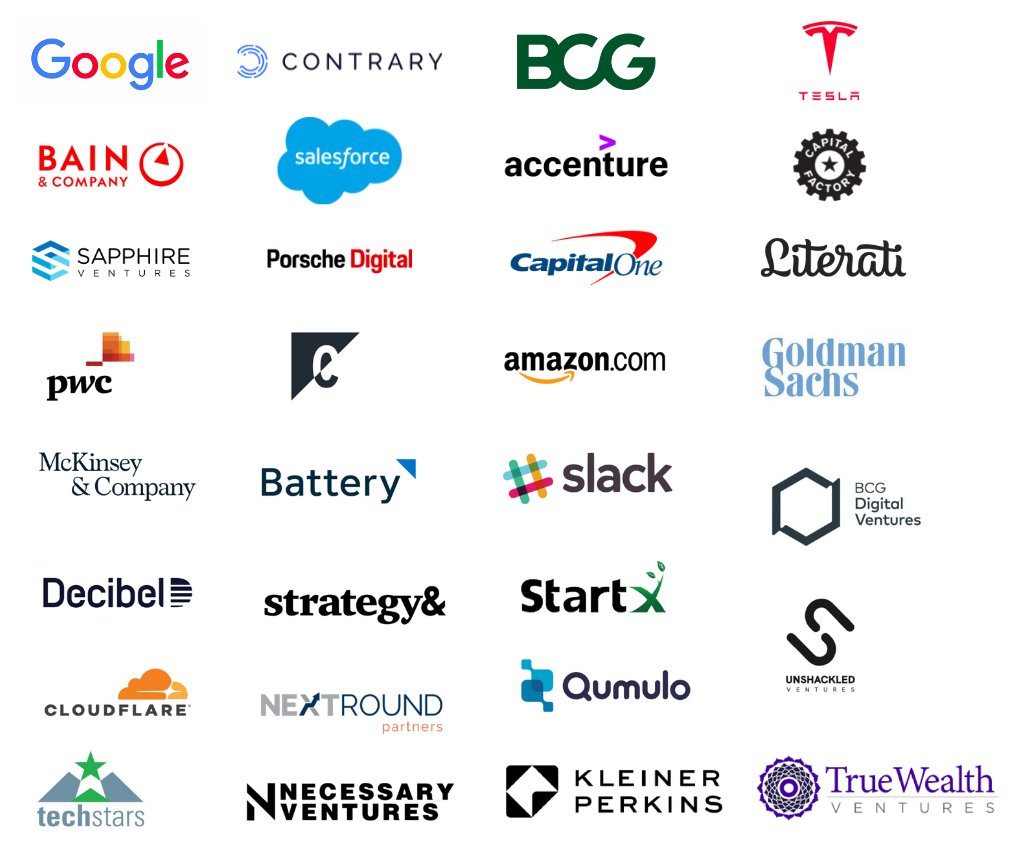 Google
CONTRARY
BCG
TESLA
BAIN
& COMPANY
salesforce
>
accenture
CAPITAL
FACTORY
SAPPHIRE
VENTURES
Porsche Digital
CapitalOne
Literati
pwc
C
amazon.com
Goldman
Sachs
McKinsey
& Company
Battery
slack
BCG
Digital
Ventures
Decibel
strategy&
StartX
UNSHACKLED
VENTURES
CLOUDFLARE
NEXTROUND
partners
Qumulo
techstars
NECESSARY
VENTURES
KLEINER
PERKINS
TrueWealth
VENTURES